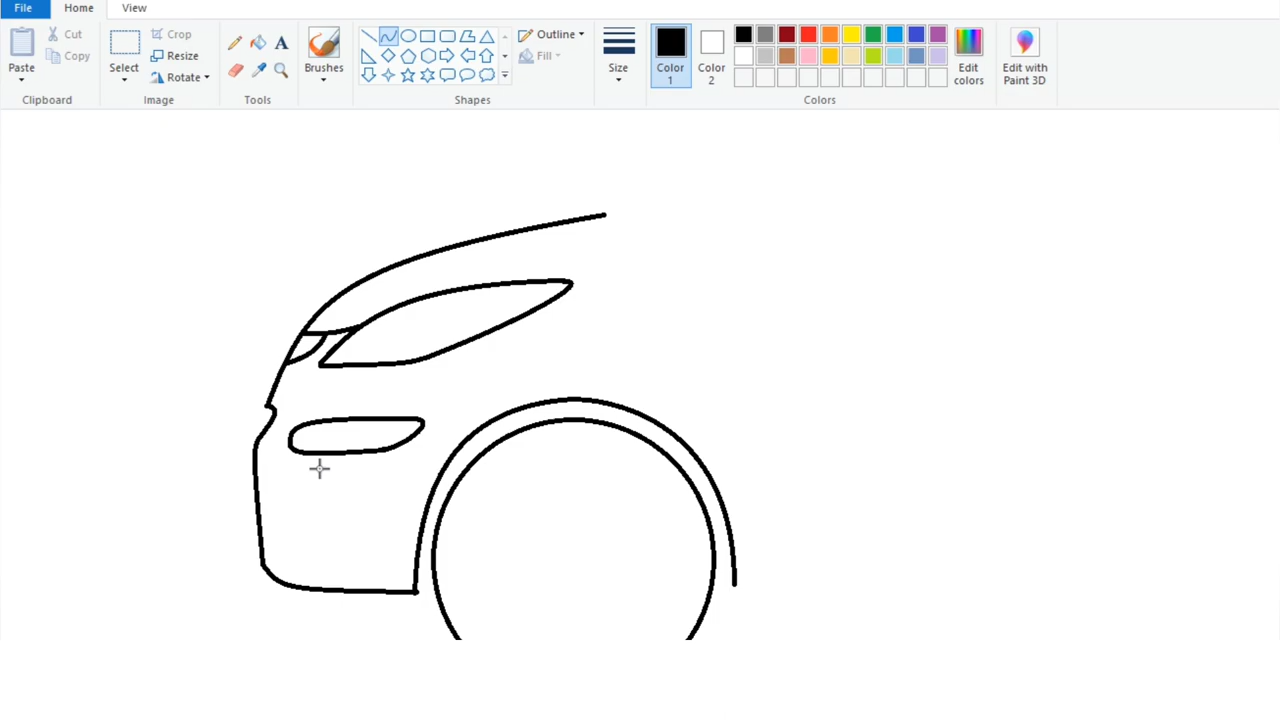 File Home View
Paste Cut Copy Clipboard
Select Crop Resize Rotate Image
A Tools
Brushes
Outline Fill Shapes
Size
Color 1 Color 2 Edit colors Colors
Edit with Paint 3D